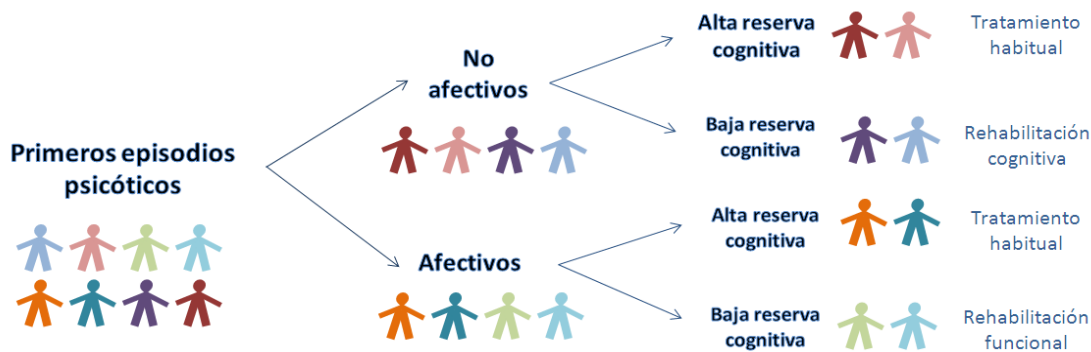 Primeros episodios
psicóticos
No
afectivos
Afectivos
Alta reserva
cognitiva
Tratamiento
habitual
Baja reserva
cognitiva
Rehabilitación
cognitiva
Alta reserva
cognitiva
Tratamiento
habitual
Baja reserva
cognitiva
Rehabilitación
funcional